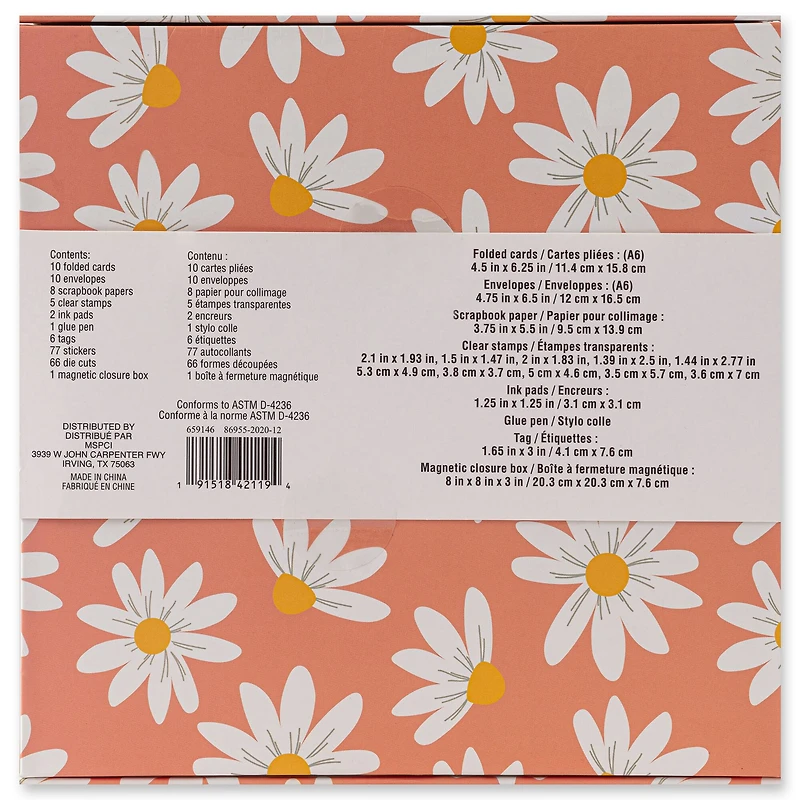 Contents:
10 folded cards
10 envelopes
8 scrapbook papers
5 clear stamps
2 ink pads
1 glue pen
6 tags
77 stickers
66 die cuts
1 magnetic closure box
Contenu :
10 cartes pliées
10 enveloppes
8 papier pour collimage
5 étampes transparentes
2 encreurs
1 stylo colle
6 étiquettes
77 autocollants
66 formes découpées
1 boîte à fermeture magnétique
Conforms to ASTM D-4236
Conforme à la norme ASTM D-4236
DISTRIBUTED BY
DISTRIBUÉ PAR
MSPCI
3939 W JOHN CARPENTER FWY
IRVING, TX 75063
MADE IN CHINA
FABRIQUÉ EN CHINE
659146 86955-2020-12
1 91518 42119 4
Folded cards / Cartes pliées : (A6)
4.5 in x 6.25 in / 11.4 cm x 15.8 cm
Envelopes / Enveloppes : (A6)
4.75 in x 6.5 in / 12 cm x 16.5 cm
Scrapbook paper / Papier pour collimage :
3.75 in x 5.5 in / 9.5 cm x 13.9 cm
Clear stamps / Étampes transparents :
2.1 in x 1.93 in, 1.5 in x 1.47 in, 2 in x 1.83 in, 1.39 in x 2.5 in, 1.44 in x 2.77 in
5.3 cm x 4.9 cm, 3.8 cm x 3.7 cm, 5 cm x 4.6 cm, 3.5 cm x 5.7 cm, 3.6 cm x 7 cm
Ink pads / Encreurs :
1.25 in x 1.25 in / 3.1 cm x 3.1 cm
Glue pen / Stylo colle
Tag / Étiquettes :
1.65 in x 3 in / 4.1 cm x 7.6 cm
Magnetic closure box / Boîte à fermeture magnétique :
8 in x 8 in x 3 in / 20.3 cm x 20.3 cm x 7.6 cm